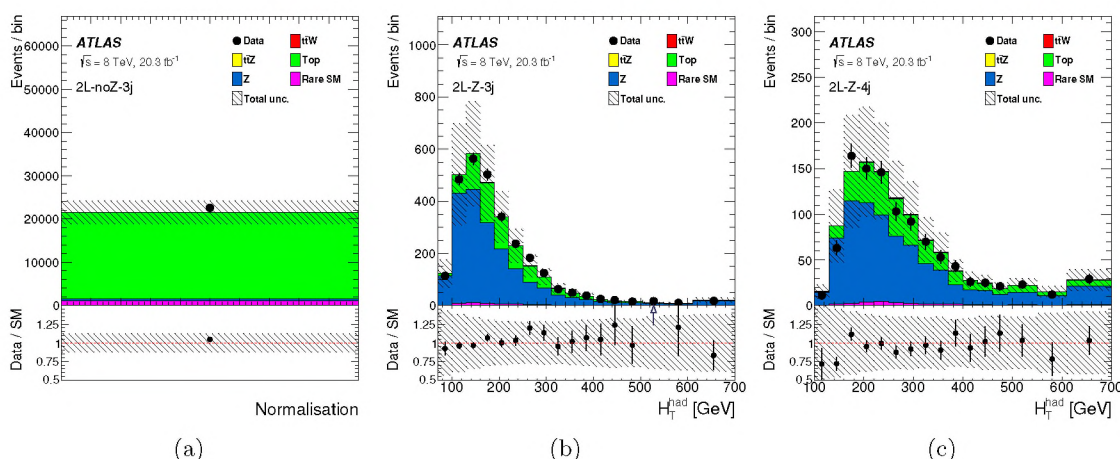 Events / bin
60000
50000
40000
30000
20000
10000
0
ATLAS
√s = 8 TeV, 20.3 fb⁻¹
2L-noZ-3j
Data
tt̄W
tt̄Z
Top
Z
Rare SM
Total unc.
Data / SM
1.25
1
0.75
0.5
Normalisation
(a)
Events / bin
1000
800
600
400
200
0
ATLAS
√s = 8 TeV, 20.3 fb⁻¹
2L-Z-3j
Data
tt̄W
tt̄Z
Top
Z
Rare SM
Total unc.
Data / SM
1.25
1
0.75
0.5
100 200 300 400 500 600 700
H_T^had [GeV]
(b)
Events / bin
300
250
200
150
100
50
0
ATLAS
√s = 8 TeV, 20.3 fb⁻¹
2L-Z-4j
Data
tt̄W
tt̄Z
Top
Z
Rare SM
Total unc.
Data / SM
1.25
1
0.75
0.5
100 200 300 400 500 600 700
H_T^had [GeV]
(c)